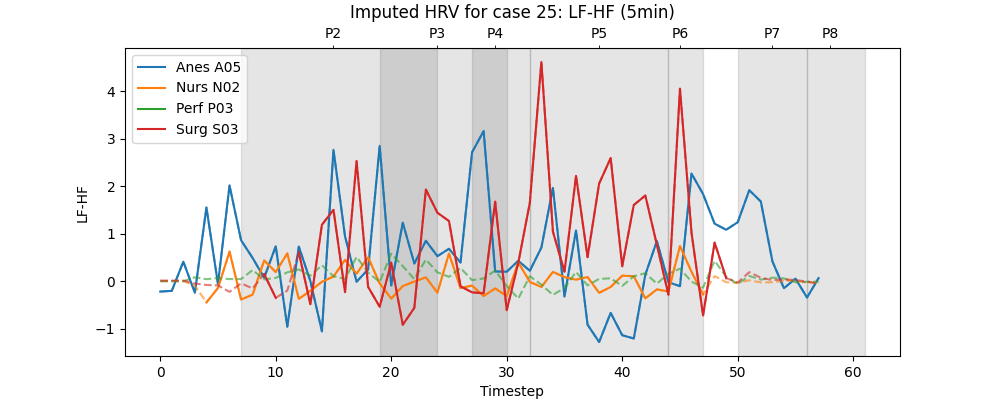 Imputed HRV for case 25: LF-HF (5min)
P2 P3 P4 P5 P6 P7 P8
Anes A05
Nurs N02
Perf P03
Surg S03
LF-HF
4
3
2
1
0
−1
0 10 20 30 40 50 60
Timestep